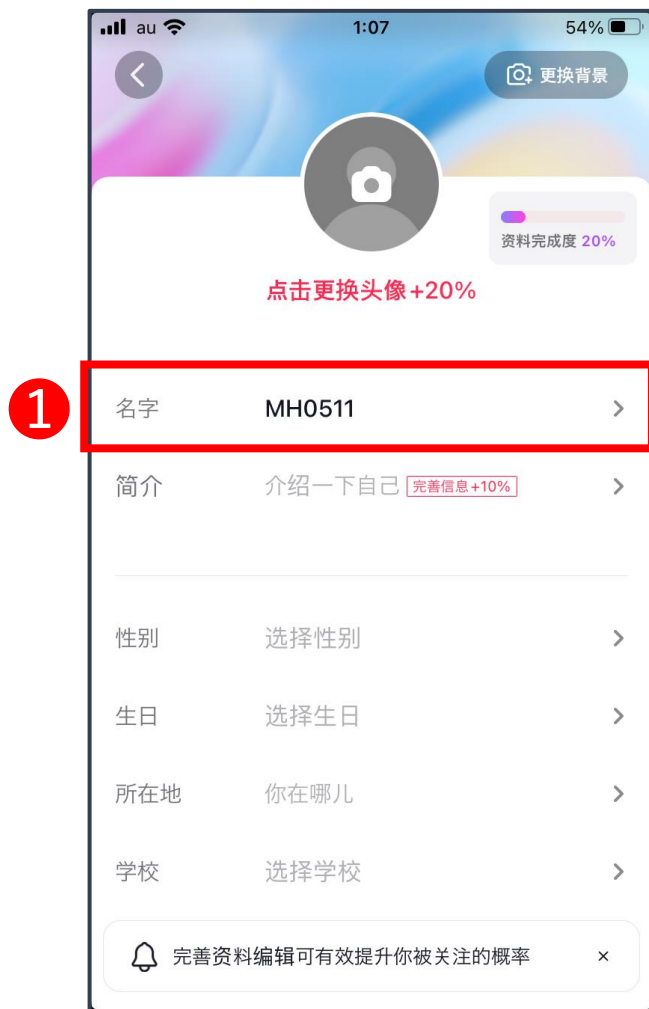 au 1:07 54%
更换背景
资料完成度 20%
点击更换头像+20%
1
名字 MH0511
简介 介绍一下自己 完善信息+10%
性别 选择性别
生日 选择生日
所在地 你在哪儿
学校 选择学校
完善资料编辑可有效提升你被关注的概率 ×